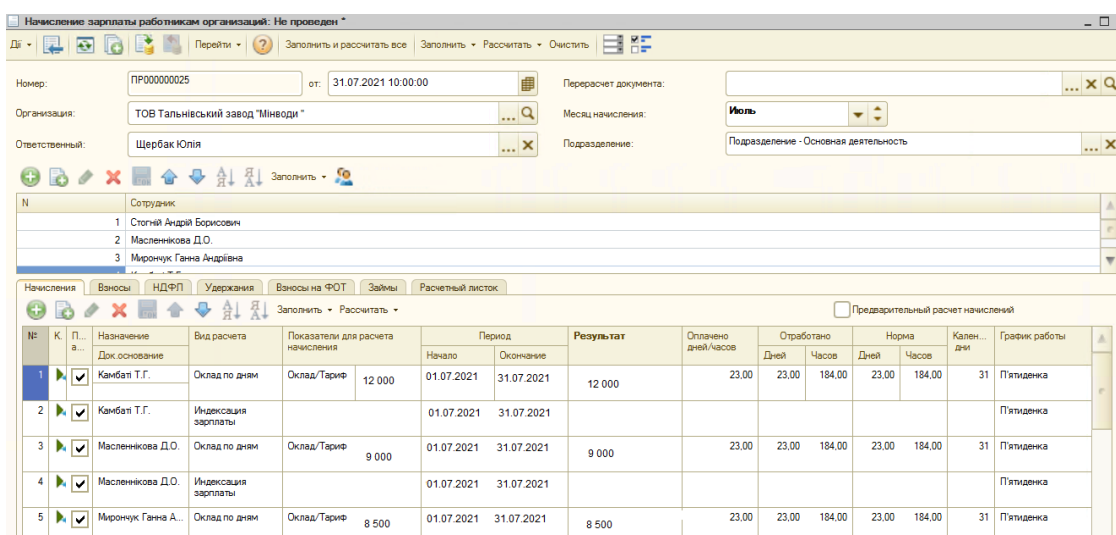 Начисление зарплаты работникам организаций: Не проведен *
Дії Перейти ? Заполнить и рассчитать все Заполнить Рассчитать Очистить
Номер: ПР000000025 от: 31.07.2021 10:00:00 Перерасчет документа: ...
Организация: ТОВ Тальнівський завод "Мінводи " ... Месяц начисления: Июль
Ответственный: Щербак Юлія ... Подразделение: Подразделение - Основная деятельность ...
Заполнить
N Сотрудник
1 Стогній Андрій Борисович
2 Масленнікова Д.О.
3 Мирончук Ганна Андріївна
Начисления Взносы НДФЛ Удержания Взносы на ФОТ Займы Расчетный листок
Заполнить Рассчитать Предварительный расчет начислений
№ К. П... Назначение Вид расчета Показатели для расчета Период Результат Оплачено Отработано Норма Кален... График работы
а... Док.основание начисления Начало Окончание дней/часов Дней Часов Дней Часов дни
1 Камбаті Т.Г. Оклад по дням Оклад/Тариф 12 000 01.07.2021 31.07.2021 12 000 23,00 23,00 184,00 23,00 184,00 31 П'ятиденка
2 Камбаті Т.Г. Индексация 01.07.2021 31.07.2021 П'ятиденка
зарплаты
3 Масленнікова Д.О. Оклад по дням Оклад/Тариф 9 000 01.07.2021 31.07.2021 9 000 23,00 23,00 184,00 23,00 184,00 31 П'ятиденка
4 Масленнікова Д.О. Индексация 01.07.2021 31.07.2021 П'ятиденка
зарплаты
5 Мирончук Ганна А... Оклад по дням Оклад/Тариф 8 500 01.07.2021 31.07.2021 8 500 23,00 23,00 184,00 23,00 184,00 31 П'ятиденка